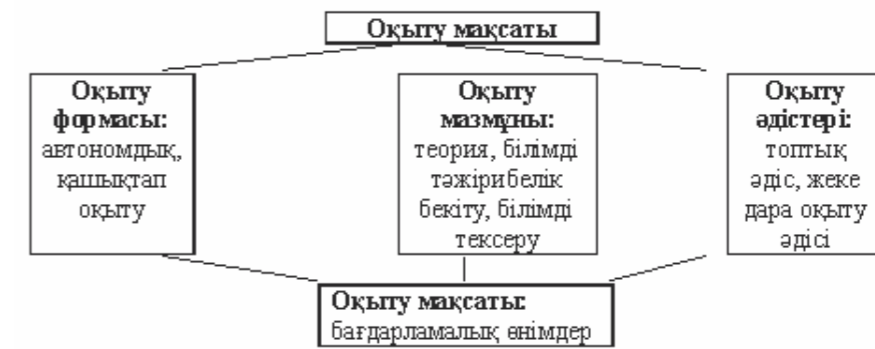 Оқыту мақсаты
Оқыту
формасы:
автономдық,
қашықтап
оқыту
Оқыту
мазмұны:
теория, білімді
тәжірибелік
бекіту, білімді
тексеру
Оқыту
әдістері:
топтық
әдіс, жеке
дара оқыту
әдісі
Оқыту мақсаты:
бағдарламалық өнімдер